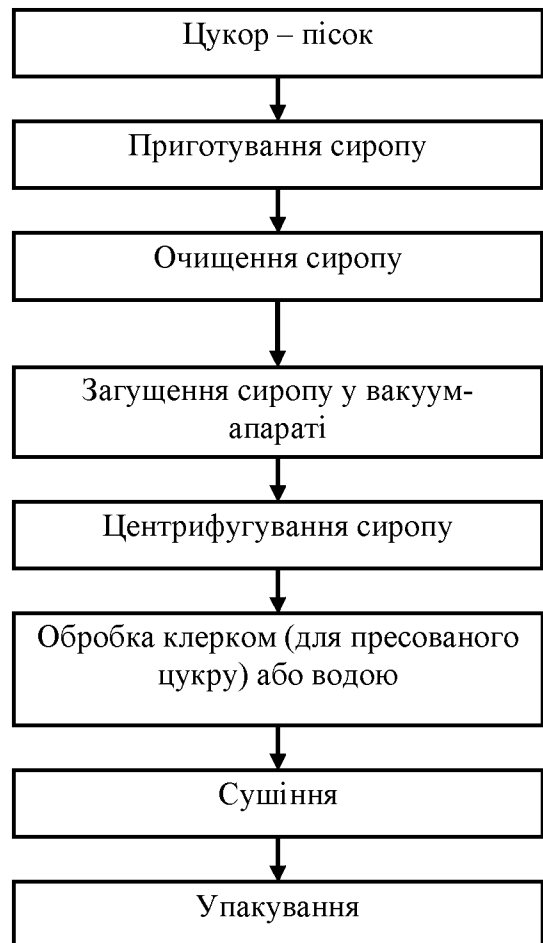 Цукор – пісок
Приготування сиропу
Очищення сиропу
Загущення сиропу у вакуум-
апараті
Центрифугування сиропу
Обробка клерком (для пресованого
цукру) або водою
Сушіння
Упакування